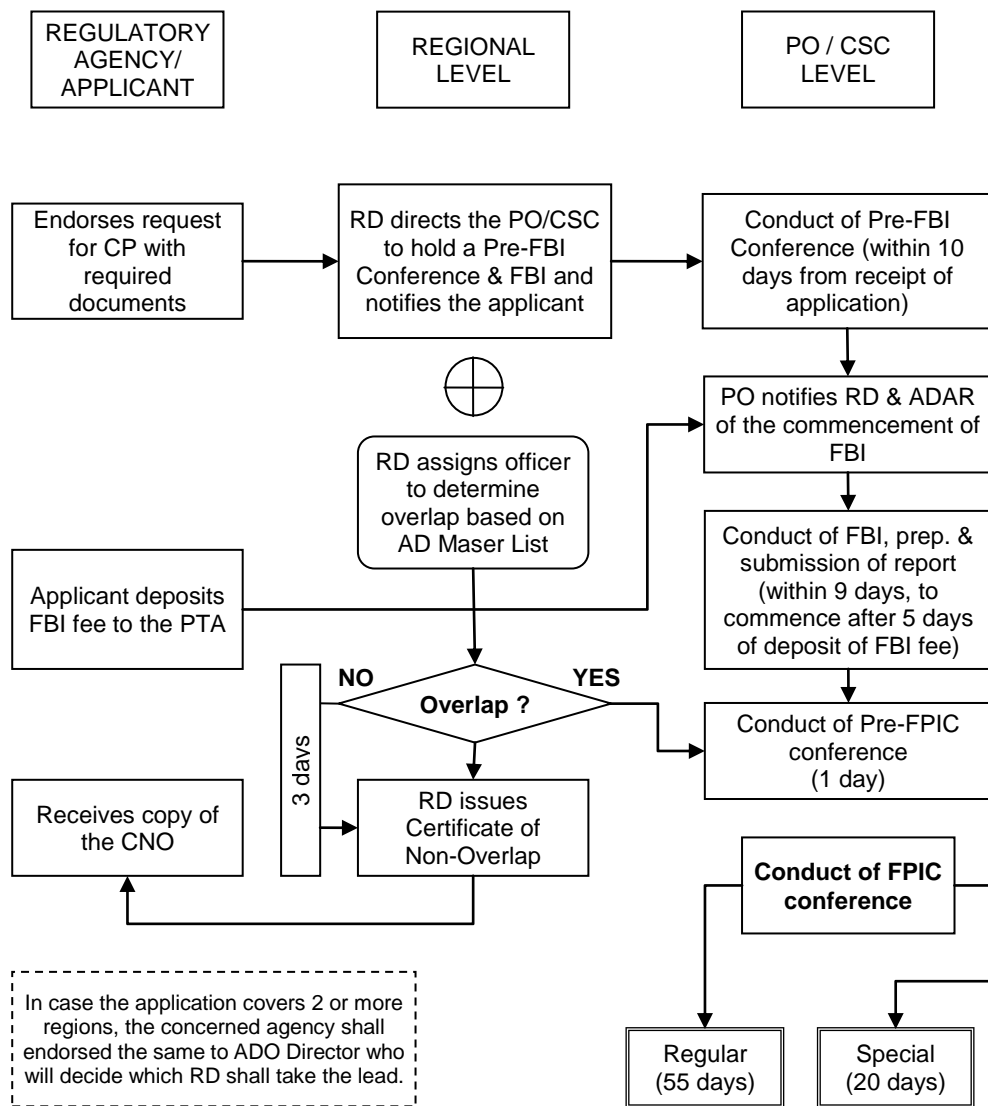 REGULATORY
AGENCY/
APPLICANT
REGIONAL
LEVEL
PO / CSC
LEVEL
Endorses request
for CP with
required
documents
RD directs the PO/CSC
to hold a Pre-FBI
Conference & FBI and
notifies the applicant
Conduct of Pre-FBI
Conference (within 10
days from receipt of
application)
PO notifies RD & ADAR
of the commencement of
FBI
RD assigns officer
to determine
overlap based on
AD Maser List
Conduct of FBI, prep. &
submission of report
(within 9 days, to
commence after 5 days
of deposit of FBI fee)
Applicant deposits
FBI fee to the PTA
NO
YES
Overlap ?
3 days
Conduct of Pre-FPIC
conference
(1 day)
Receives copy of
the CNO
RD issues
Certificate of
Non-Overlap
Conduct of FPIC
conference
In case the application covers 2 or more
regions, the concerned agency shall
endorsed the same to ADO Director who
will decide which RD shall take the lead.
Regular
(55 days)
Special
(20 days)